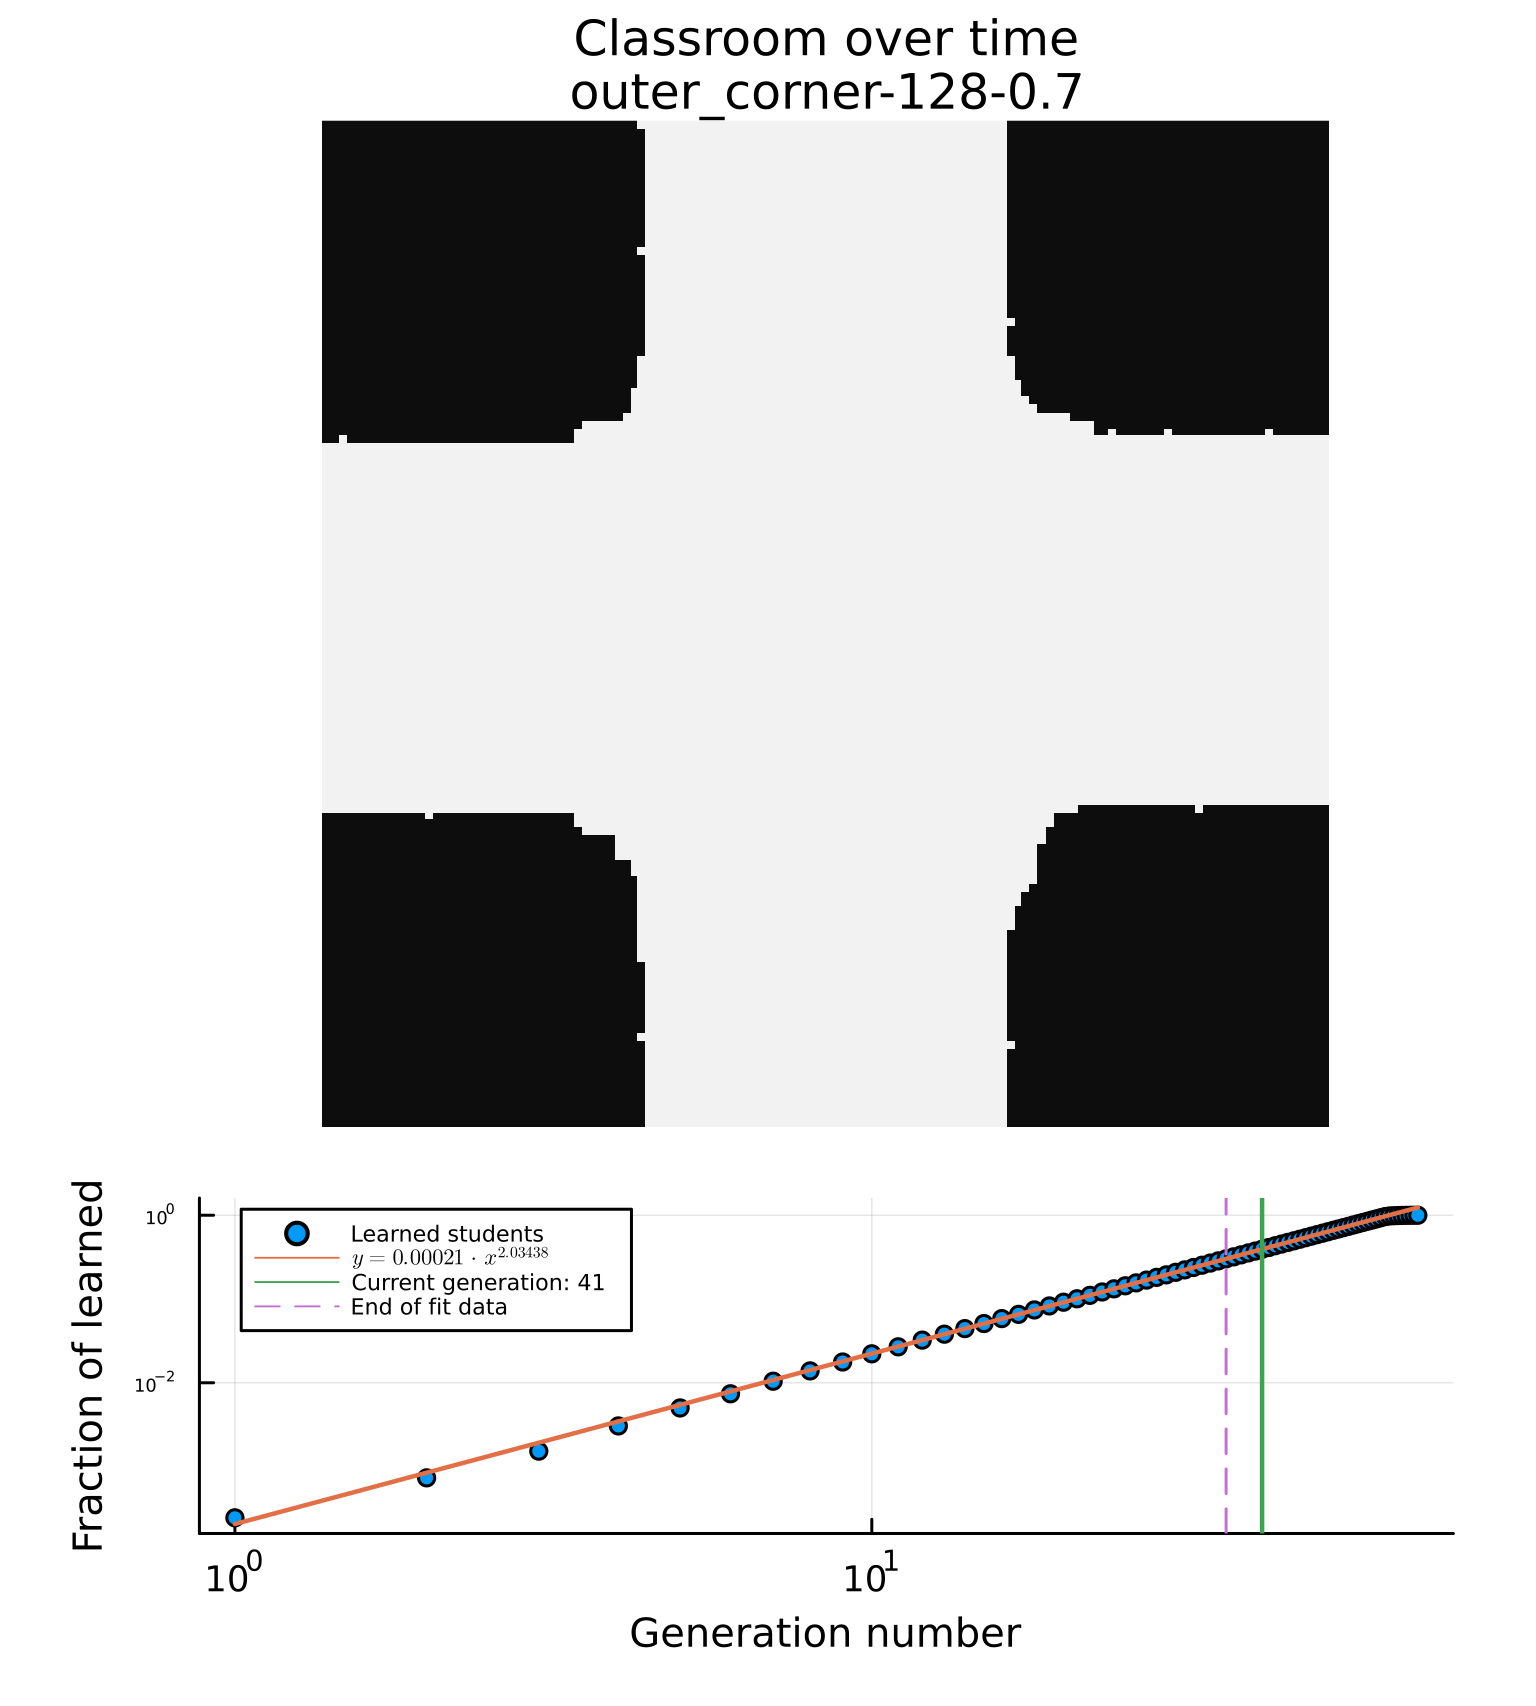 Classroom over time
outer_corner-128-0.7
Fraction of learned
10^0
10^−2
Learned students
y = 0.00021 · x^2.03438
Current generation: 41
End of fit data
10^0
10^1
Generation number